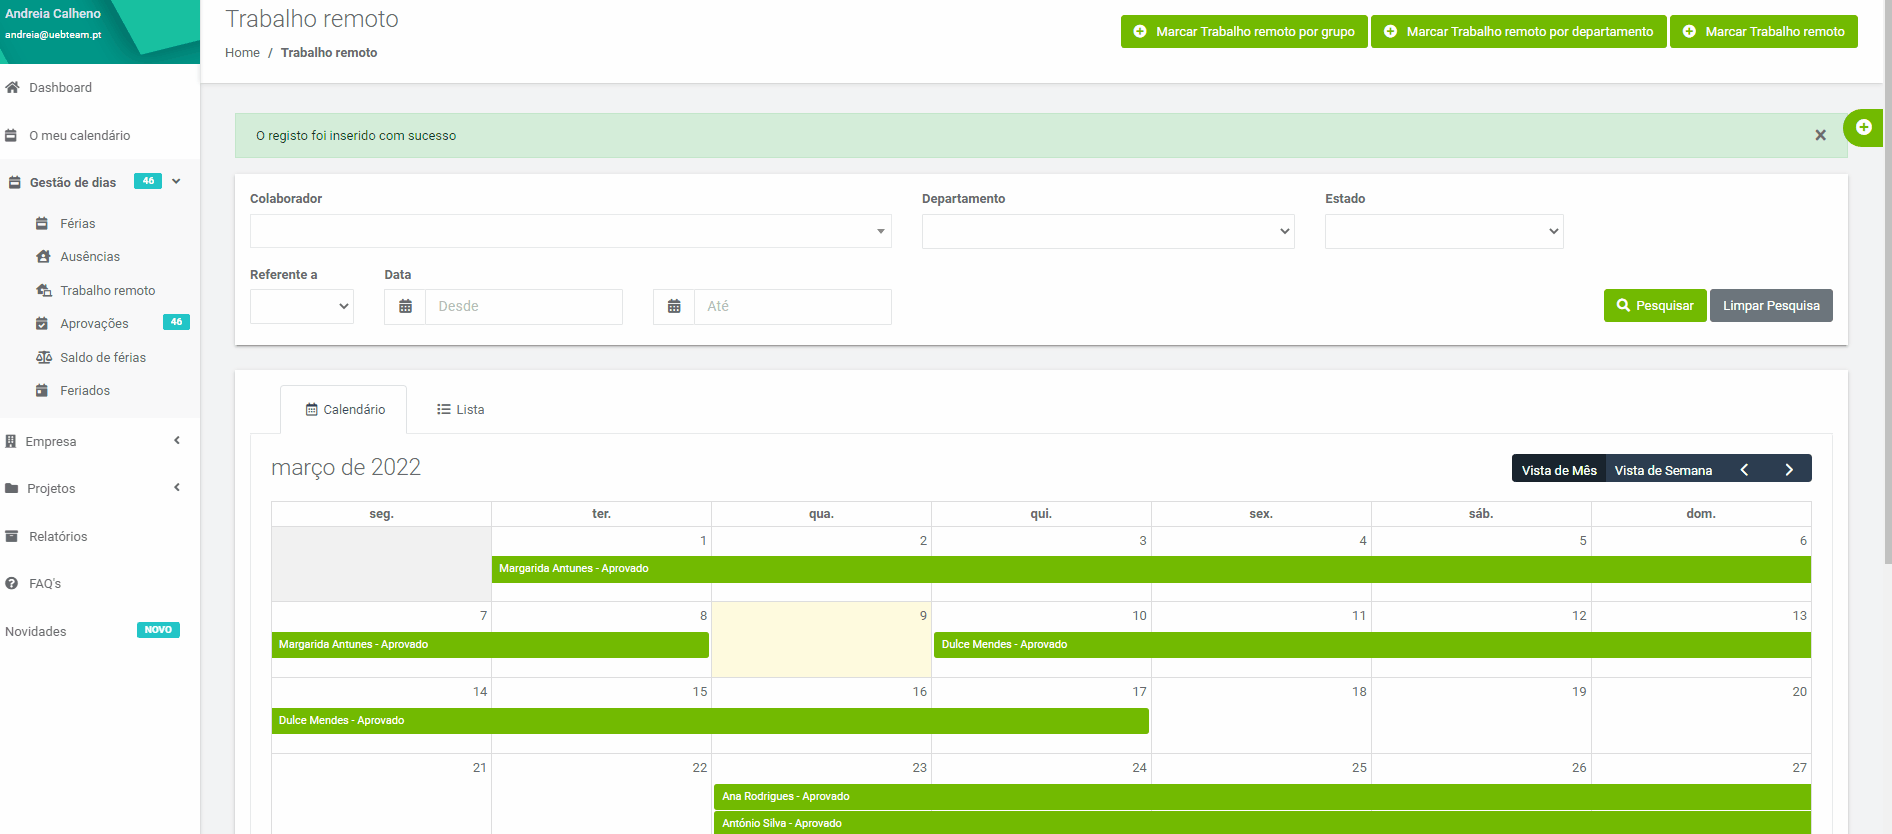 Andreia Calheno
andreia@uebteam.pt
Dashboard
O meu calendário
Gestão de dias 46
Férias
Ausências
Trabalho remoto
Aprovações 46
Saldo de férias
Feriados
Empresa
Projetos
Relatórios
FAQ's
Novidades NOVO
Trabalho remoto
Home / Trabalho remoto
Marcar Trabalho remoto por grupo
Marcar Trabalho remoto por departamento
Marcar Trabalho remoto
O registo foi inserido com sucesso
Colaborador
Departamento
Estado
Referente a
Data
Desde
Até
Pesquisar
Limpar Pesquisa
Calendário
Lista
março de 2022
Vista de Mês
Vista de Semana
seg. ter. qua. qui. sex. sáb. dom.
1 2 3 4 5 6
Margarida Antunes - Aprovado
7 8 9 10 11 12 13
Margarida Antunes - Aprovado
Dulce Mendes - Aprovado
14 15 16 17 18 19 20
Dulce Mendes - Aprovado
21 22 23 24 25 26 27
Ana Rodrigues - Aprovado
António Silva - Aprovado